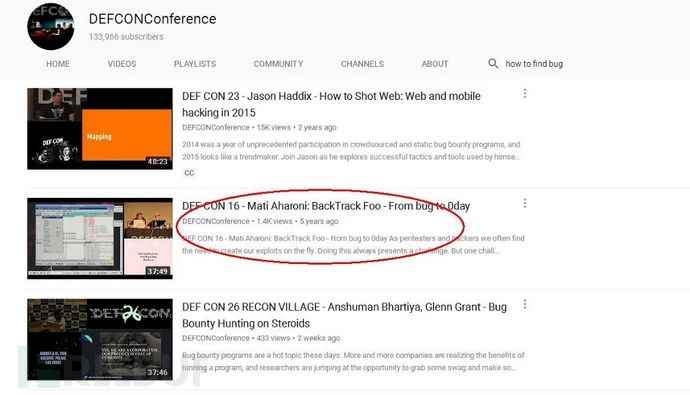 DEFCONConference
133,966 subscribers
HOME VIDEOS PLAYLISTS COMMUNITY CHANNELS ABOUT how to find bug
DEF CON 23 - Jason Haddix - How to Shot Web: Web and mobile
hacking in 2015
DEFCONConference • 15K views • 2 years ago
2014 was a year of unprecedented participation in crowdsourced and static bug bounty programs, and
2015 looks like a trendmaker. Join Jason as he explores successful tactics and tools used by himse...
CC
Mapping
48:23
DEF CON 16 - Mati Aharoni: BackTrack Foo - From bug to 0day
DEFCONConference • 1.4K views • 5 years ago
DEF CON 16 - Mati Aharoni: BackTrack Foo - From bug to 0day As pentesters and hackers we often find
the need to create our exploits on the fly. Doing this always presents a challenge. But one chall...
37:49
DEF CON 26 RECON VILLAGE - Anshuman Bhartiya, Glenn Grant - Bug
Bounty Hunting on Steroids
DEFCONConference • 433 views • 2 weeks ago
Bug bounty programs are a hot topic these days. More and more companies are realizing the benefits of
running a program, and researchers are jumping at the opportunity to grab some swag and make so...
37:46